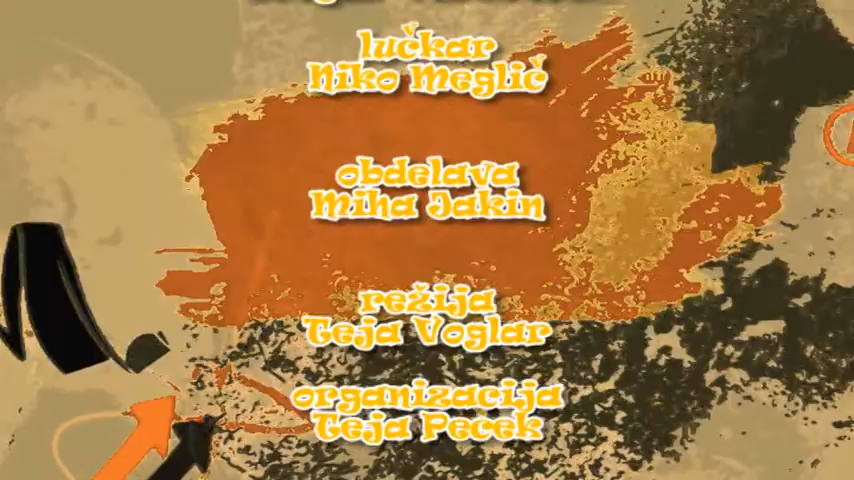 lučkar
Niko Meglič
obdelava
Miha Jakin
režija
Teja Voglar
organizacija
Teja Pecek